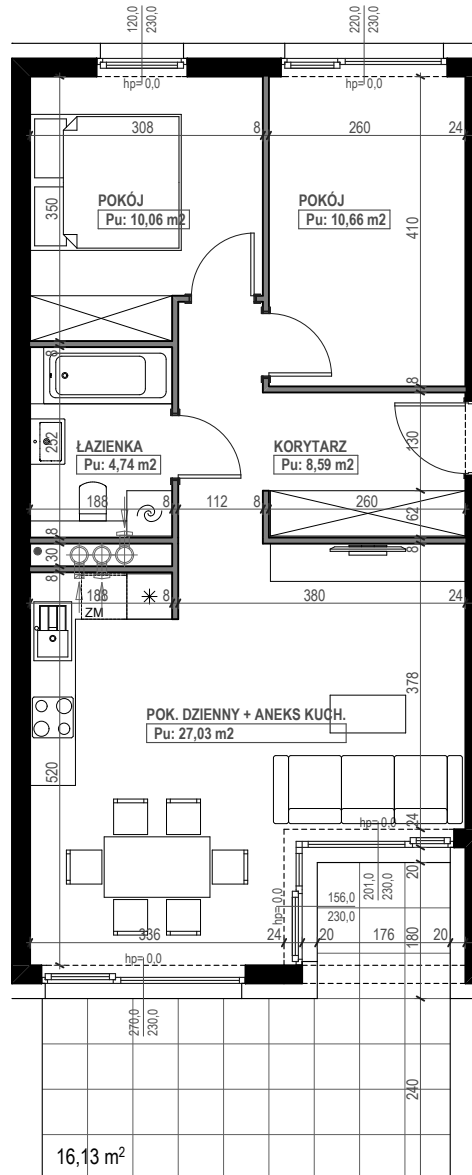 120,0
230,0
220,0
230,0
hp= 0,0
hp= 0,0
308
8
260
24
350
POKÓJ
Pu: 10,06 m2
POKÓJ
Pu: 10,66 m2
410
8
8
ŁAZIENKA
Pu: 4,74 m2
252
KORYTARZ
Pu: 8,59 m2
130
188
8
112
8
260
62
8
30
8
8
188
8
380
24
ZM
378
POK. DZIENNY + ANEKS KUCH.
Pu: 27,03 m2
520
24
hp= 0,0
20
201,0
230,0
156,0
230,0
hp= 0,0
336
24
20
176
20
180
hp= 0,0
270,0
230,0
240
16,13 m²